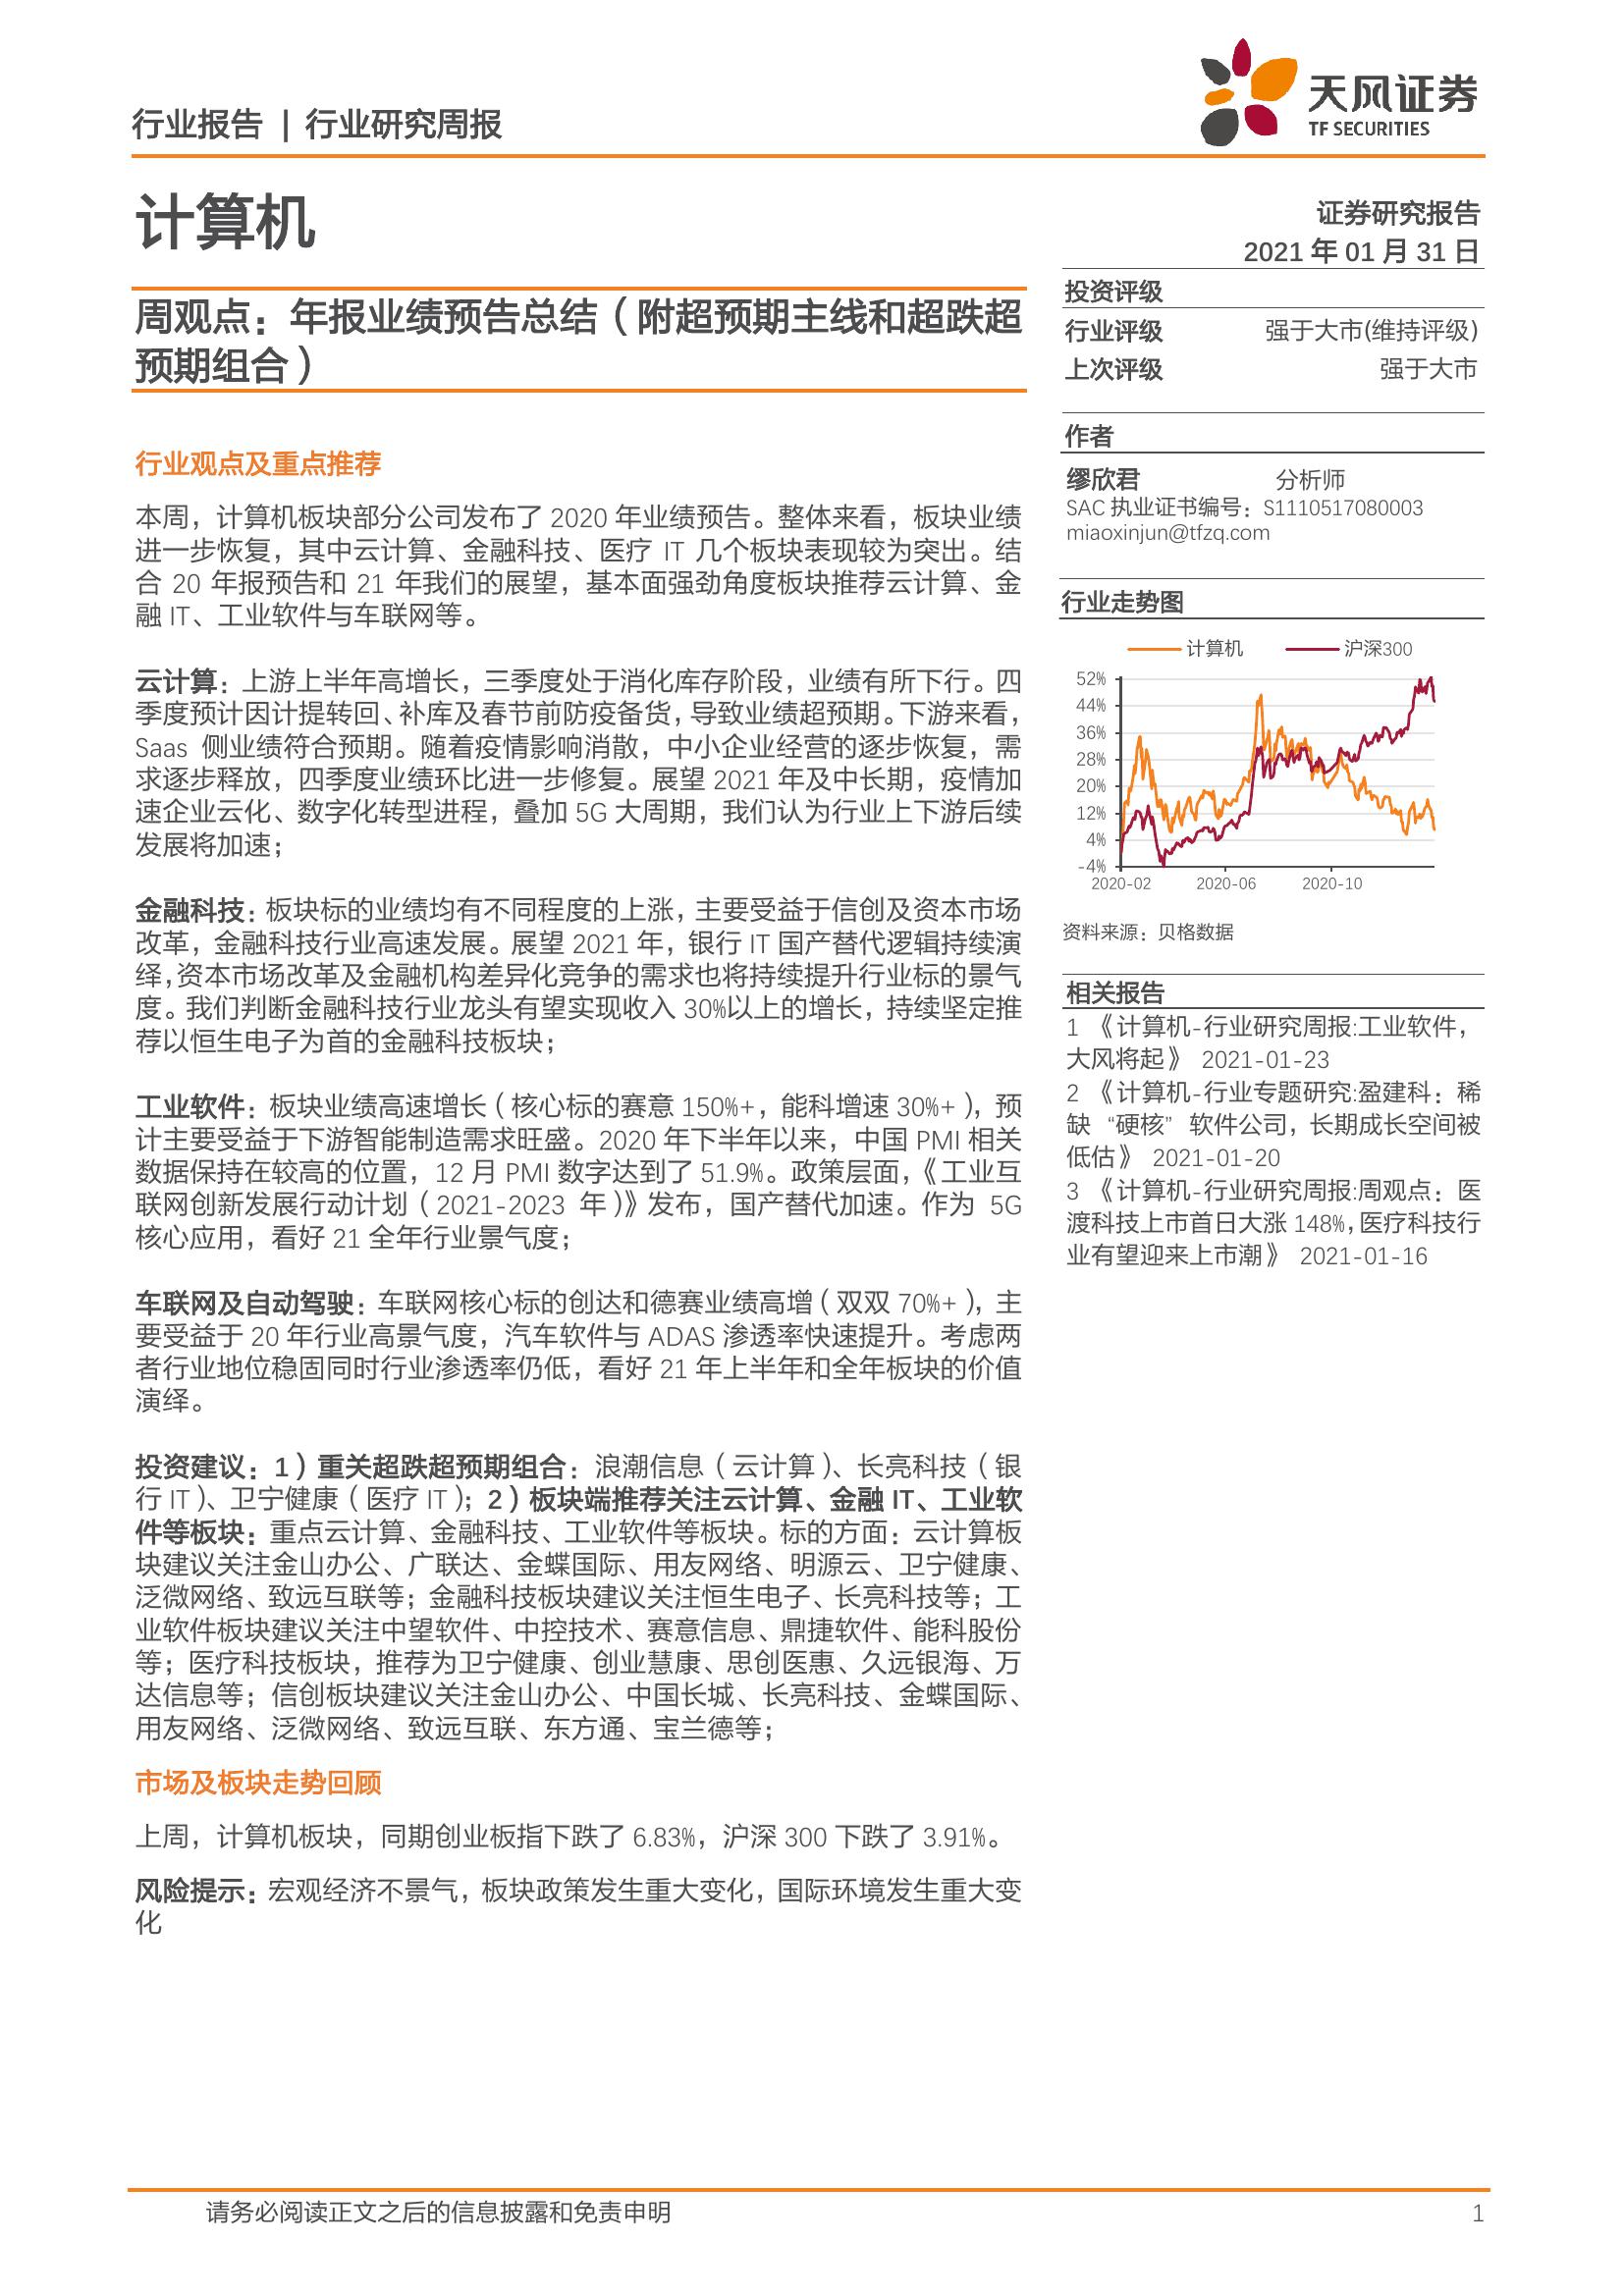 行业报告 | 行业研究周报
天风证券
TF SECURITIES
计算机
证券研究报告
2021 年 01 月 31 日
周观点：年报业绩预告总结（附超预期主线和超跌超
预期组合）
行业观点及重点推荐
本周，计算机板块部分公司发布了 2020 年业绩预告。整体来看，板块业绩
进一步恢复，其中云计算、金融科技、医疗 IT 几个板块表现较为突出。结
合 20 年报预告和 21 年我们的展望，基本面强劲角度板块推荐云计算、金
融 IT、工业软件与车联网等。
云计算：上游上半年高增长，三季度处于消化库存阶段，业绩有所下行。四
季度预计因计提转回、补库及春节前防疫备货，导致业绩超预期。下游来看，
Saas 侧业绩符合预期。随着疫情影响消散，中小企业经营的逐步恢复，需
求逐步释放，四季度业绩环比进一步修复。展望 2021 年及中长期，疫情加
速企业云化、数字化转型进程，叠加 5G 大周期，我们认为行业上下游后续
发展将加速；
金融科技：板块标的业绩均有不同程度的上涨，主要受益于信创及资本市场
改革，金融科技行业高速发展。展望 2021 年，银行 IT 国产替代逻辑持续演
绎，资本市场改革及金融机构差异化竞争的需求也将持续提升行业标的景气
度。我们判断金融科技行业龙头有望实现收入 30%以上的增长，持续坚定推
荐以恒生电子为首的金融科技板块；
工业软件：板块业绩高速增长（核心标的赛意 150%+，能科增速 30%+），预
计主要受益于下游智能制造需求旺盛。2020 年下半年以来，中国 PMI 相关
数据保持在较高的位置，12 月 PMI 数字达到了 51.9%。政策层面，《工业互
联网创新发展行动计划（2021-2023 年）》发布，国产替代加速。作为 5G
核心应用，看好 21 全年行业景气度；
车联网及自动驾驶：车联网核心标的创达和德赛业绩高增（双双 70%+），主
要受益于 20 年行业高景气度，汽车软件与 ADAS 渗透率快速提升。考虑两
者行业地位稳固同时行业渗透率仍低，看好 21 年上半年和全年板块的价值
演绎。
投资建议：1）重关超跌超预期组合：浪潮信息（云计算）、长亮科技（银
行 IT）、卫宁健康（医疗 IT）；2）板块端推荐关注云计算、金融 IT、工业软
件等板块：重点云计算、金融科技、工业软件等板块。标的方面：云计算板
块建议关注金山办公、广联达、金蝶国际、用友网络、明源云、卫宁健康、
泛微网络、致远互联等；金融科技板块建议关注恒生电子、长亮科技等；工
业软件板块建议关注中望软件、中控技术、赛意信息、鼎捷软件、能科股份
等；医疗科技板块，推荐为卫宁健康、创业慧康、思创医惠、久远银海、万
达信息等；信创板块建议关注金山办公、中国长城、长亮科技、金蝶国际、
用友网络、泛微网络、致远互联、东方通、宝兰德等；
市场及板块走势回顾
上周，计算机板块，同期创业板指下跌了 6.83%，沪深 300 下跌了 3.91%。
风险提示：宏观经济不景气，板块政策发生重大变化，国际环境发生重大变
化
投资评级
行业评级 强于大市(维持评级)
上次评级 强于大市
作者
缪欣君 分析师
SAC 执业证书编号：S1110517080003
miaoxinjun@tfzq.com
行业走势图
计算机 沪深300
52%
44%
36%
28%
20%
12%
4%
-4%
2020-02 2020-06 2020-10
资料来源：贝格数据
相关报告
1 《计算机-行业研究周报:工业软件，
大风将起》 2021-01-23
2 《计算机-行业专题研究:盈建科：稀
缺 “硬核” 软件公司，长期成长空间被
低估》 2021-01-20
3 《计算机-行业研究周报:周观点：医
渡科技上市首日大涨 148%，医疗科技行
业有望迎来上市潮》 2021-01-16
请务必阅读正文之后的信息披露和免责申明 1